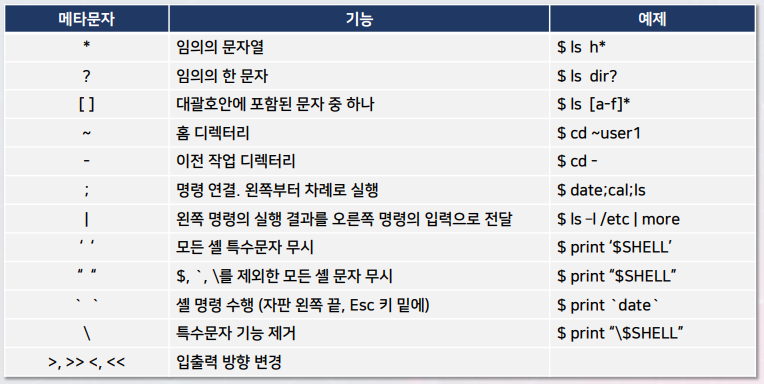 메타문자 기능 예제
* 임의의 문자열 $ ls h*
? 임의의 한 문자 $ ls dir?
[ ] 대괄호안에 포함된 문자 중 하나 $ ls [a-f]*
~ 홈 디렉터리 $ cd ~user1
- 이전 작업 디렉터리 $ cd -
; 명령 연결. 왼쪽부터 차례로 실행 $ date;cal;ls
| 왼쪽 명령의 실행 결과를 오른쪽 명령의 입력으로 전달 $ ls –l /etc | more
‘ ‘ 모든 셸 특수문자 무시 $ print ‘$SHELL’
“ “ $, `, \를 제외한 모든 셸 문자 무시 $ print “$SHELL”
` ` 셸 명령 수행 (자판 왼쪽 끝, Esc 키 밑에) $ print `date`
\ 특수문자 기능 제거 $ print “\$SHELL”
>, >> <, << 입출력 방향 변경